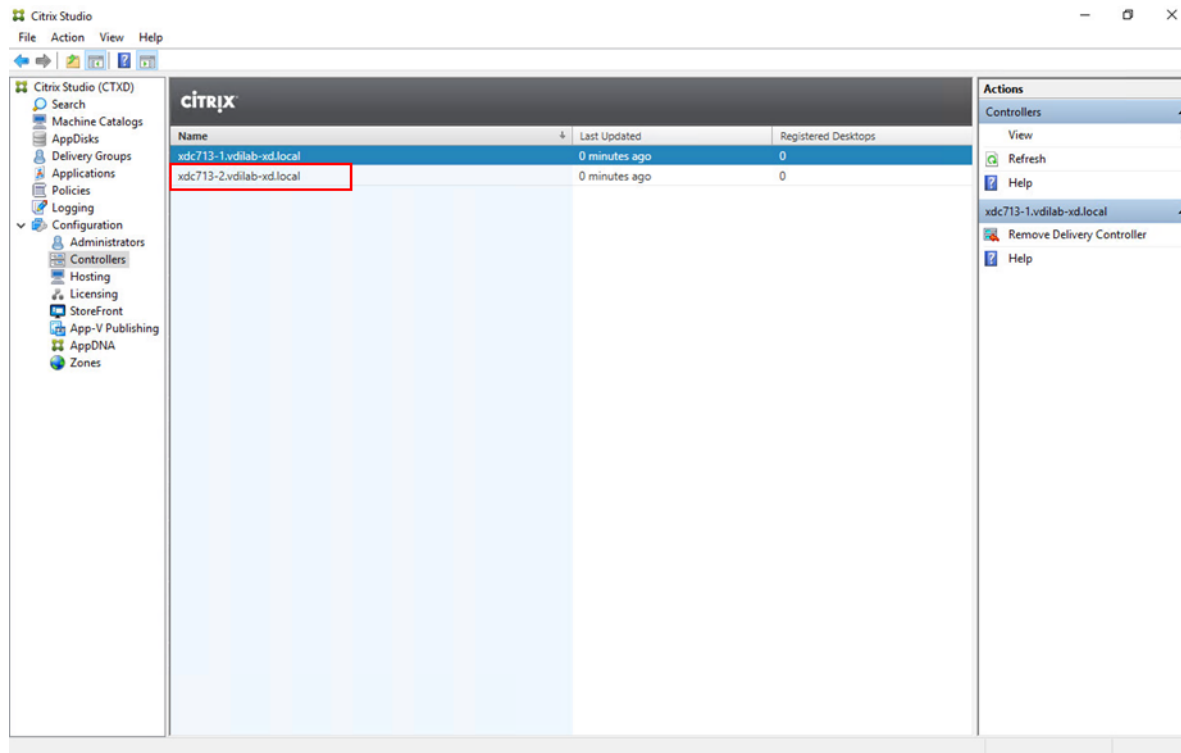 Citrix Studio
File Action View Help
Citrix Studio (CTXD)
Search
Machine Catalogs
AppDisks
Delivery Groups
Applications
Policies
Logging
Configuration
Administrators
Controllers
Hosting
Licensing
StoreFront
App-V Publishing
AppDNA
Zones
CİTRIX
Name Last Updated Registered Desktops
xdc713-1.vdilab-xd.local 0 minutes ago 0
xdc713-2.vdilab-xd.local 0 minutes ago 0
Actions
Controllers
View
Refresh
Help
xdc713-1.vdilab-xd.local
Remove Delivery Controller
Help